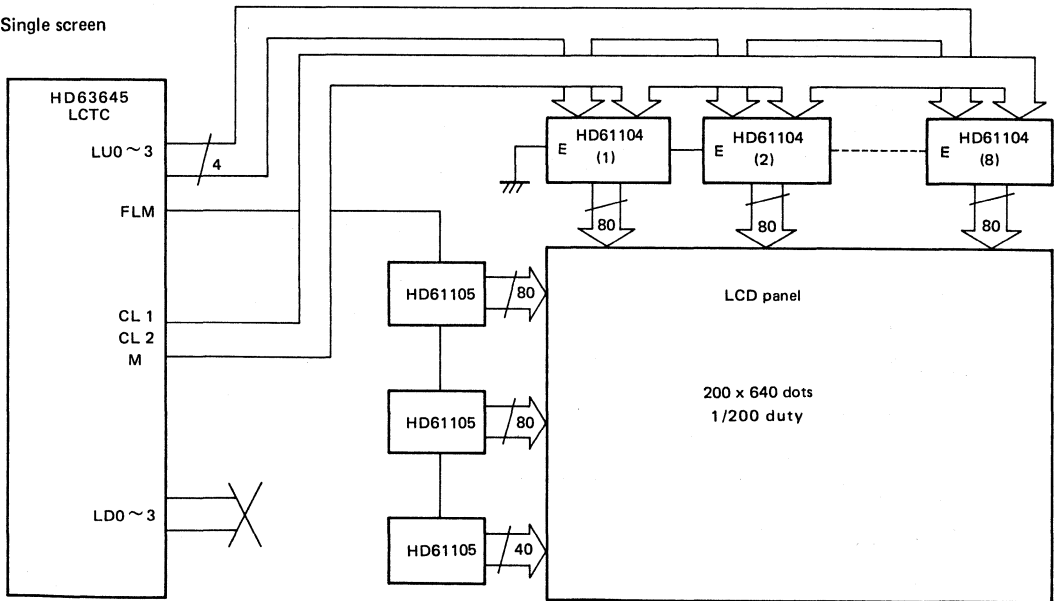 Single screen
HD63645
LCTC
LU0 ~ 3
4
FLM
CL 1
CL 2
M
LD0 ~ 3
E
HD61104
(1)
E
HD61104
(2)
E
HD61104
(8)
80
80
80
HD61105
80
HD61105
80
HD61105
40
LCD panel
200 x 640 dots
1/200 duty